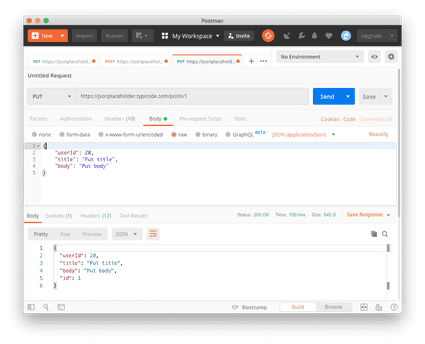 Postman
New
Import
Runner
My Workspace
Invite
Upgrade
GET https://jsonplacehold...
POST https://jsonplacehold...
PUT https://jsonplacehold...
No Environment
Untitled Request
PUT
https://jsonplaceholder.typicode.com/posts/1
Send
Save
Params
Authorization
Headers (10)
Body
Pre-request Script
Tests
Cookies
Code
Comments (0)
none
form-data
x-www-form-urlencoded
raw
binary
GraphQL BETA
JSON (application/json)
Beautify
1 {
2 "userId": 20,
3 "title": "Put title",
4 "body": "Put body"
5 }
Body
Cookies (1)
Headers (17)
Test Results
Status: 200 OK
Size: 645 B
Save Response
Pretty
Raw
Preview
JSON
1 {
2 "userId": 20,
3 "title": "Put title",
4 "body": "Put body",
5 "id": 1
6 }
Bootcamp
Build
Browse